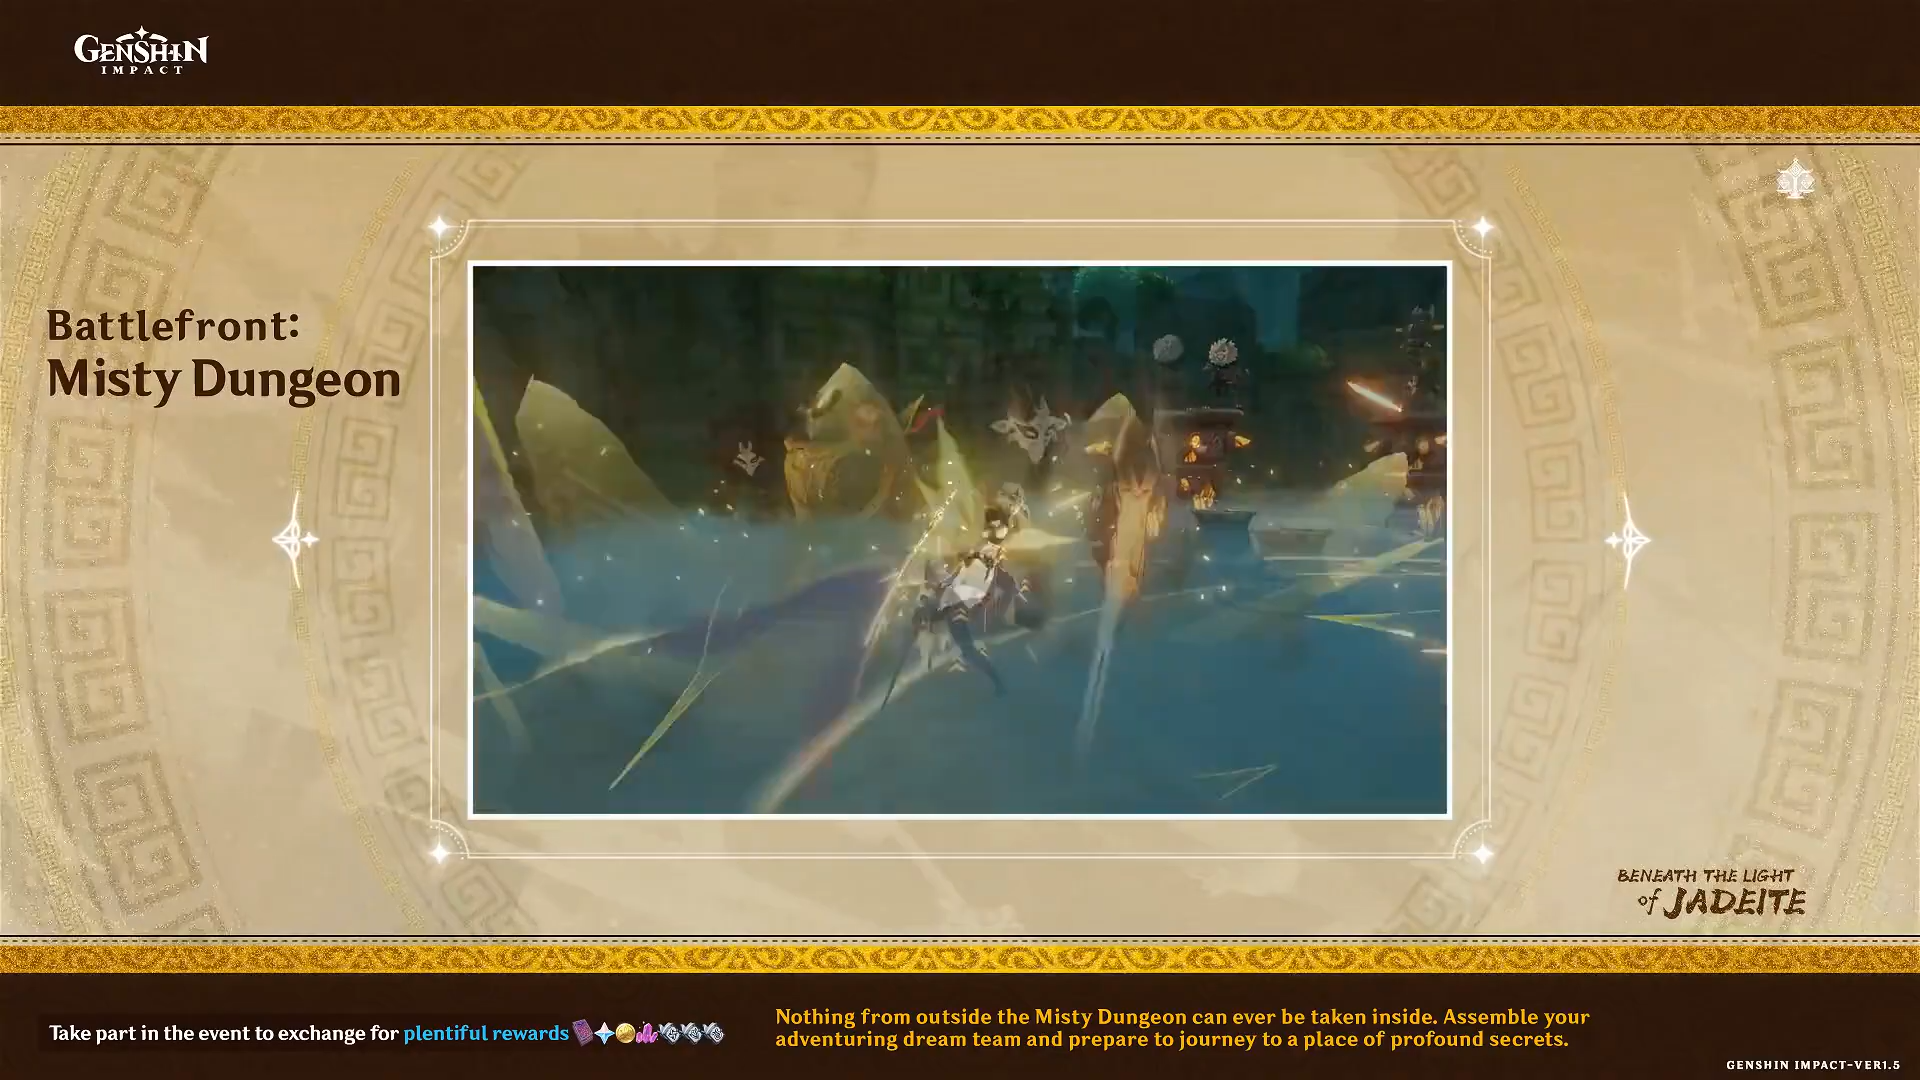 GENSHIN
IMPACT
Battlefront:
Misty Dungeon
BENEATH THE LIGHT
of JADEITE
Take part in the event to exchange for plentiful rewards
Nothing from outside the Misty Dungeon can ever be taken inside. Assemble your
adventuring dream team and prepare to journey to a place of profound secrets.
GENSHIN IMPACT-VER1.5